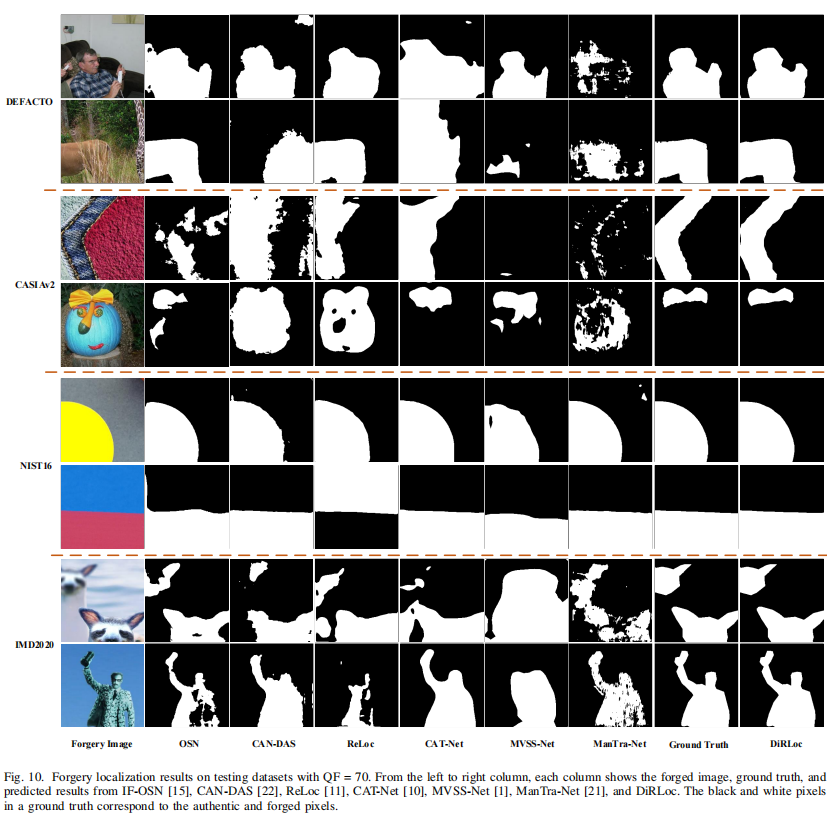 DEFACTO
CASIAv2
NIST16
IMD2020
Forgery Image OSN CAN-DAS ReLoc CAT-Net MVSS-Net ManTra-Net Ground Truth DiRLoc
Fig. 10. Forgery localization results on testing datasets with QF = 70. From the left to right column, each column shows the forged image, ground truth, and
predicted results from IF-OSN [15], CAN-DAS [22], ReLoc [11], CAT-Net [10], MVSS-Net [1], ManTra-Net [21], and DiRLoc. The black and white pixels
in a ground truth correspond to the authentic and forged pixels.